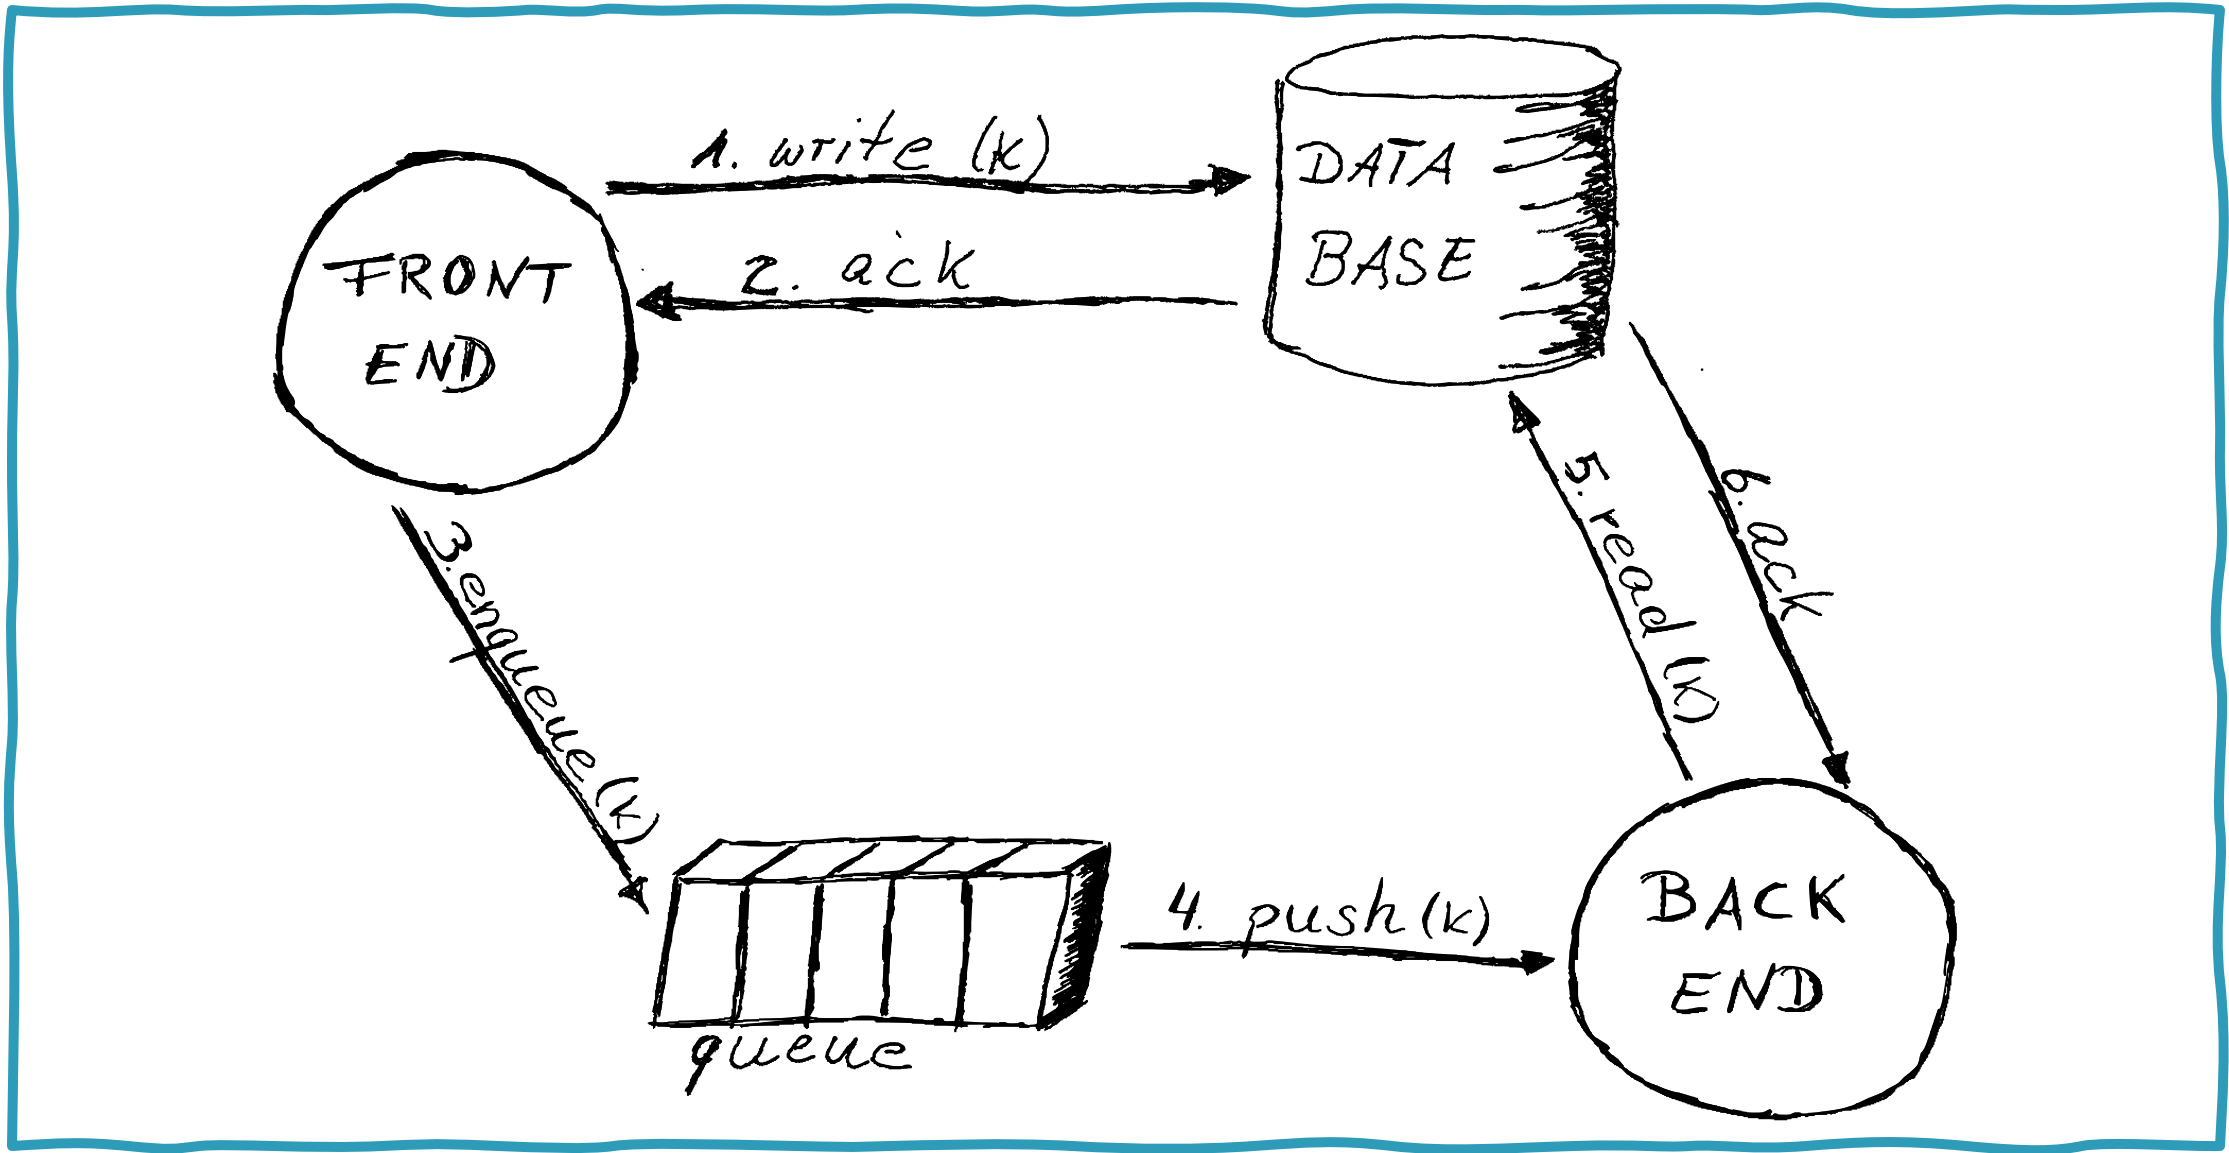 1. write (k)
DATA
BASE
2. ack
FRONT
END
3. enqueue (k)
5. read (k)
6. ack
4. push (k)
BACK
END
queue